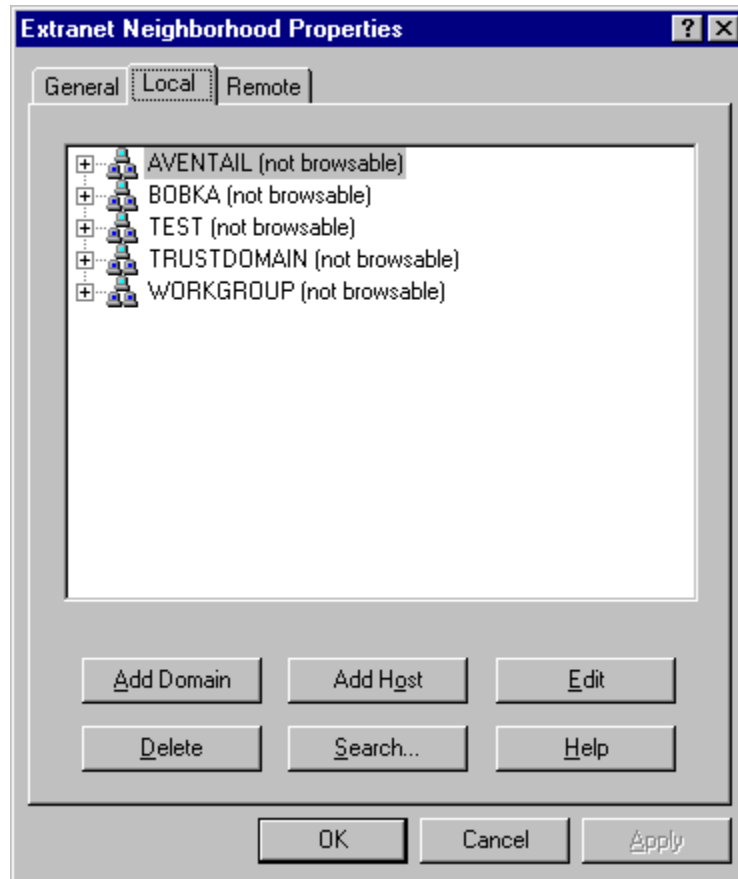 Extranet Neighborhood Properties
General Local Remote
AVENTAIL (not browsable)
BOBKA (not browsable)
TEST (not browsable)
TRUSTDOMAIN (not browsable)
WORKGROUP (not browsable)
Add Domain Add Host Edit
Delete Search... Help
OK Cancel Apply